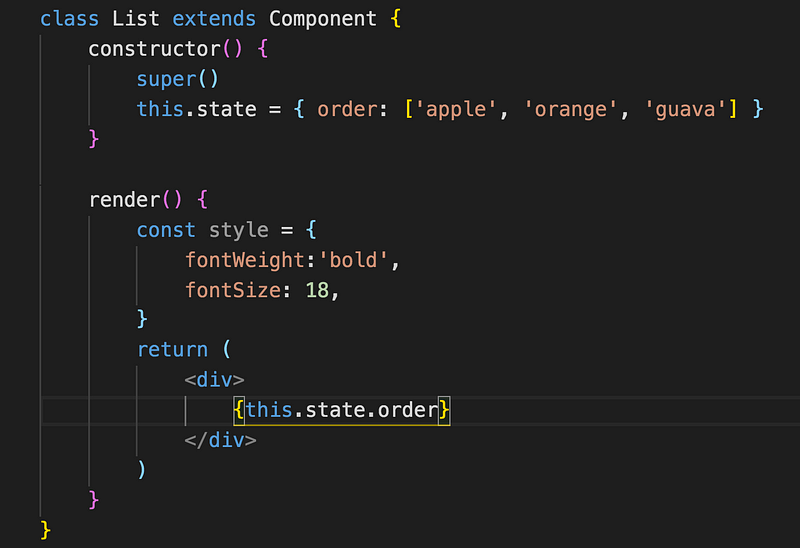 class List extends Component {
constructor() {
super()
this.state = { order: ['apple', 'orange', 'guava'] }
}
render() {
const style = {
fontWeight:'bold',
fontSize: 18,
}
return (
<div>
{this.state.order}
</div>
)
}
}